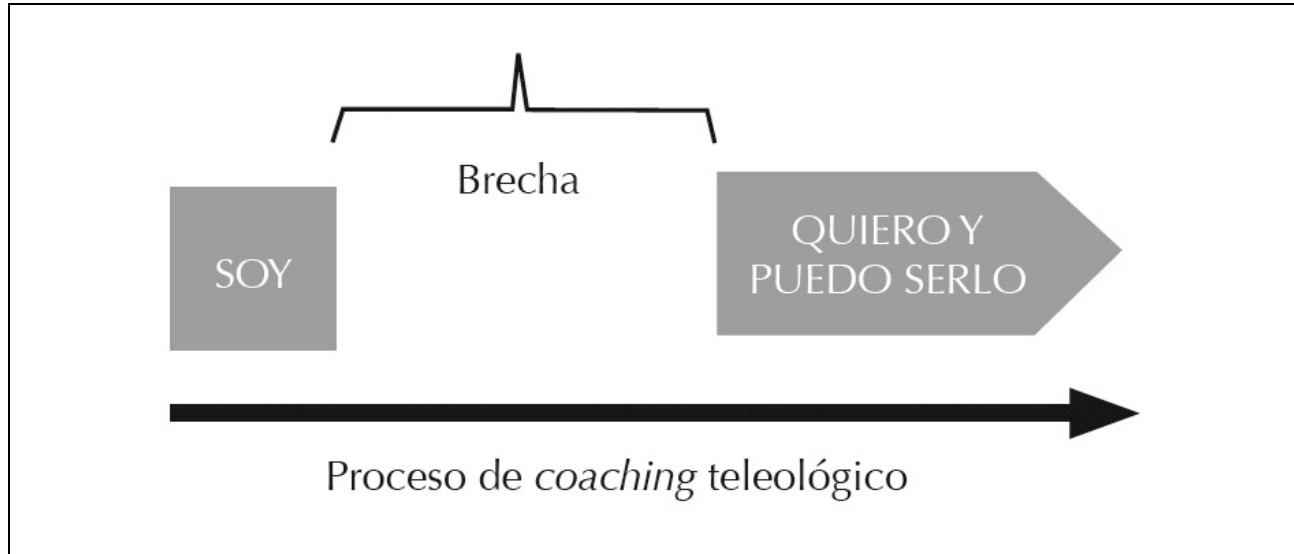 Brecha
SOY
QUIERO Y
PUEDO SERLO
Proceso de coaching teleológico